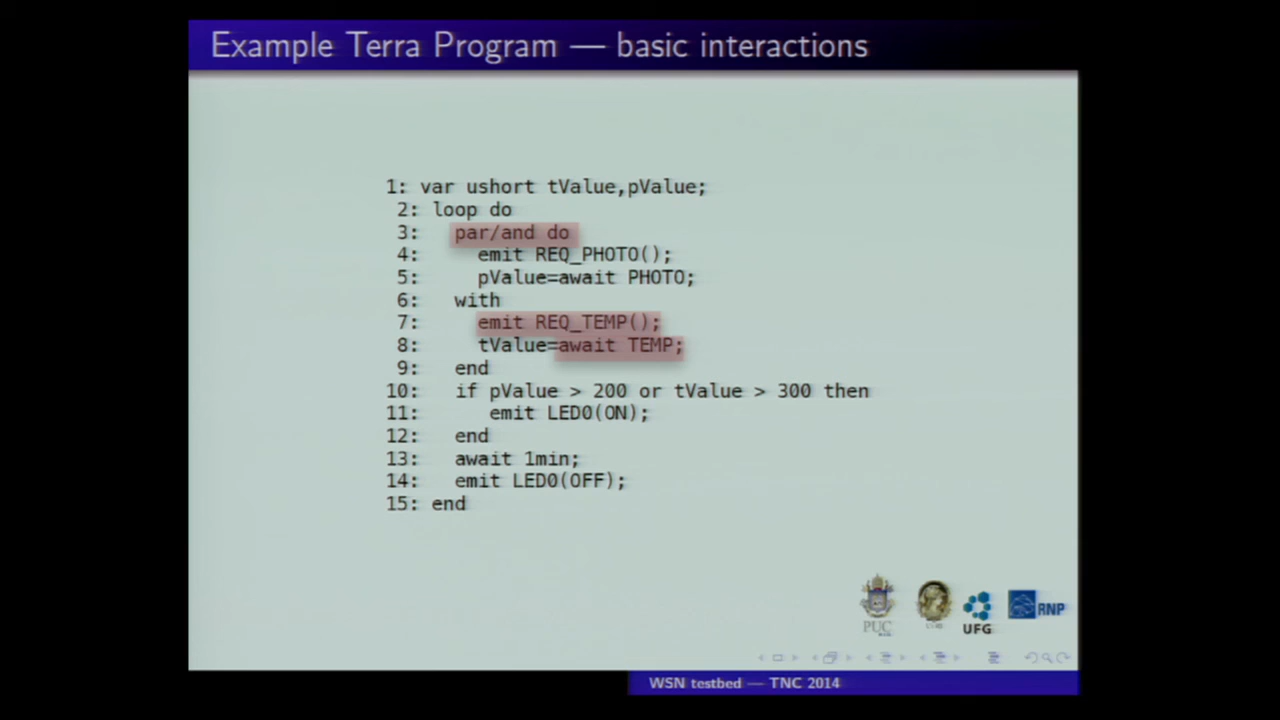 Example Terra Program — basic interactions
1: var ushort tValue,pValue;
2: loop do
3: par/and do
4: emit REQ_PHOTO();
5: pValue=await PHOTO;
6: with
7: emit REQ_TEMP();
8: tValue=await TEMP;
9: end
10: if pValue > 200 or tValue > 300 then
11: emit LED0(ON);
12: end
13: await 1min;
14: emit LED0(OFF);
15: end
PUC
UFG
RNP
WSN testbed — TNC 2014